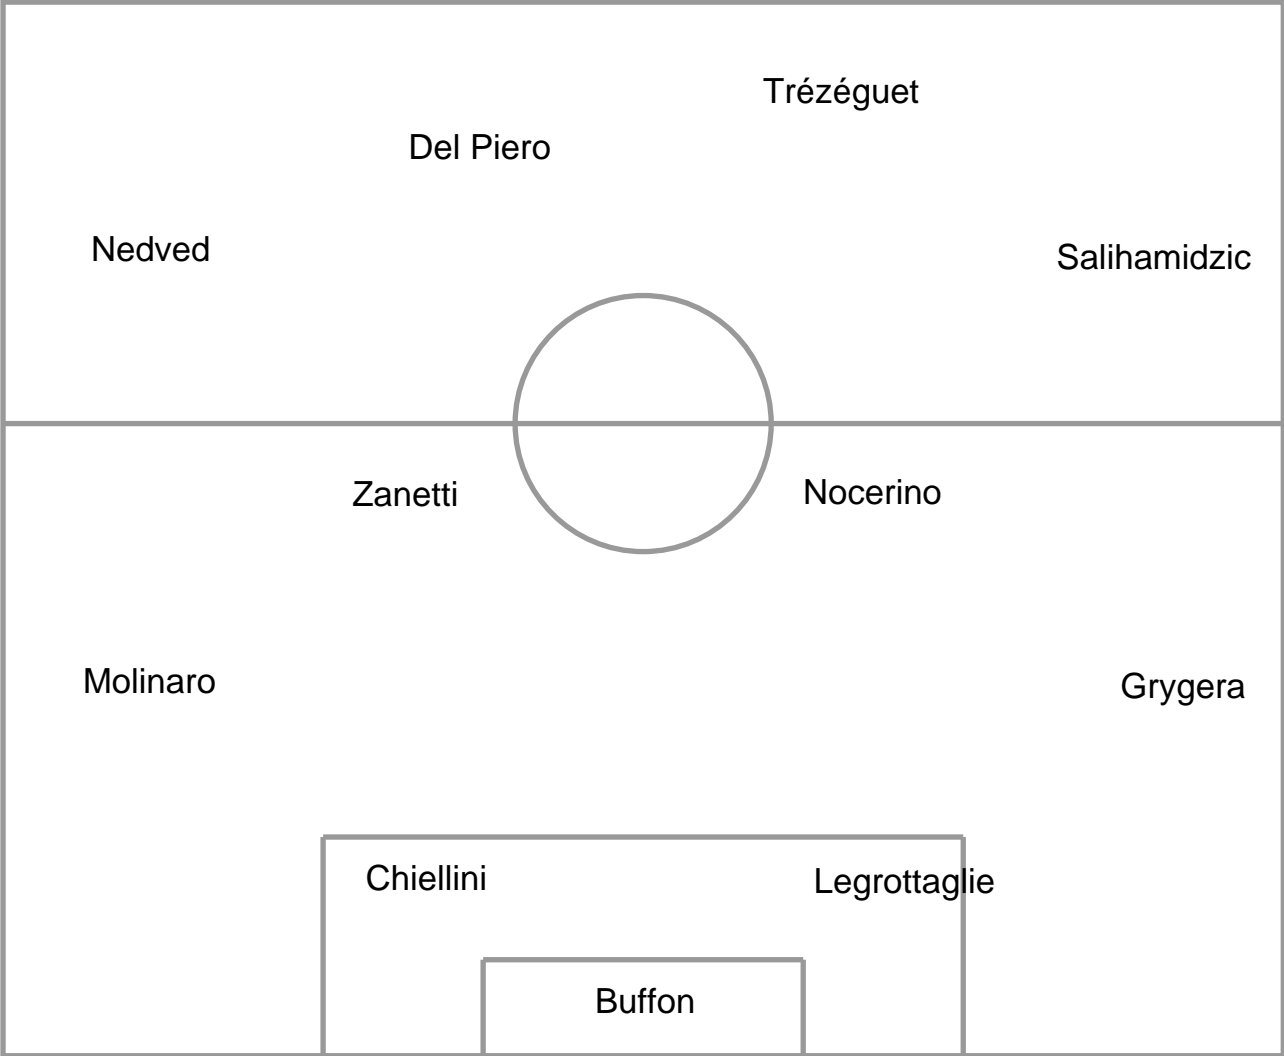 Trézéguet
Del Piero
Nedved
Salihamidzic
Zanetti
Nocerino
Molinaro
Grygera
Chiellini
Legrottaglie
Buffon